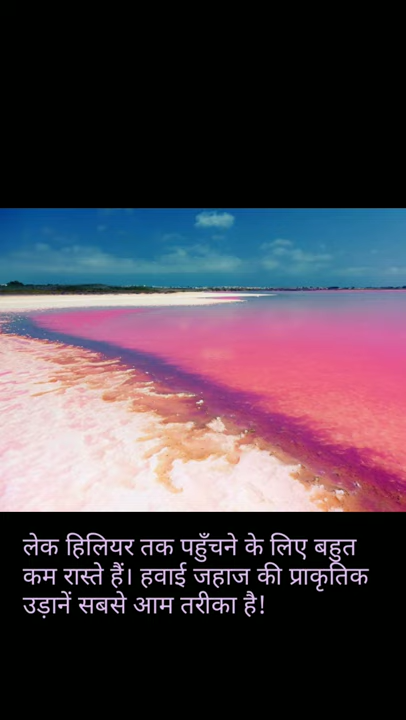 लेक हिलियर तक पहुँचने के लिए बहुत
कम रास्ते हैं। हवाई जहाज की प्राकृतिक
उड़ानें सबसे आम तरीका है!